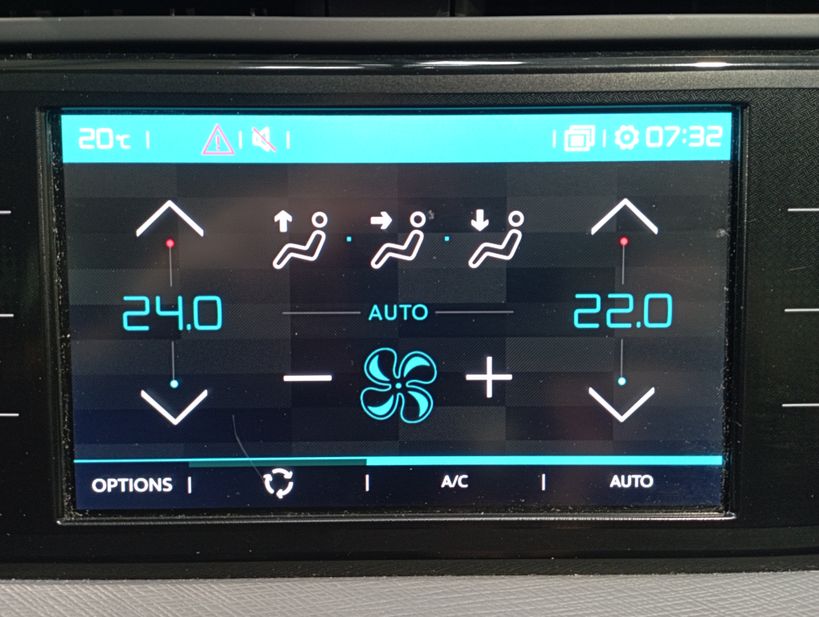 20°C 07:32
24.0 AUTO 22.0
OPTIONS A/C AUTO